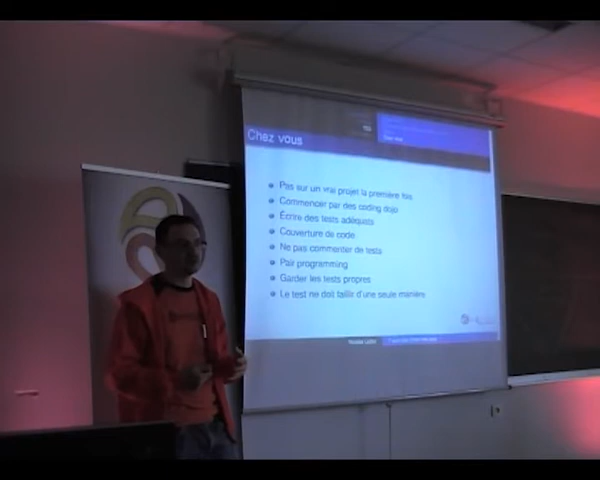 Chez vous
Pas sur un vrai projet la première fois
Commencer par des coding dojo
Écrire des tests adéquats
Couverture de code
Ne pas commenter de tests
Pair programming
Garder les tests propres
Le test ne doit faillir d'une seule manière